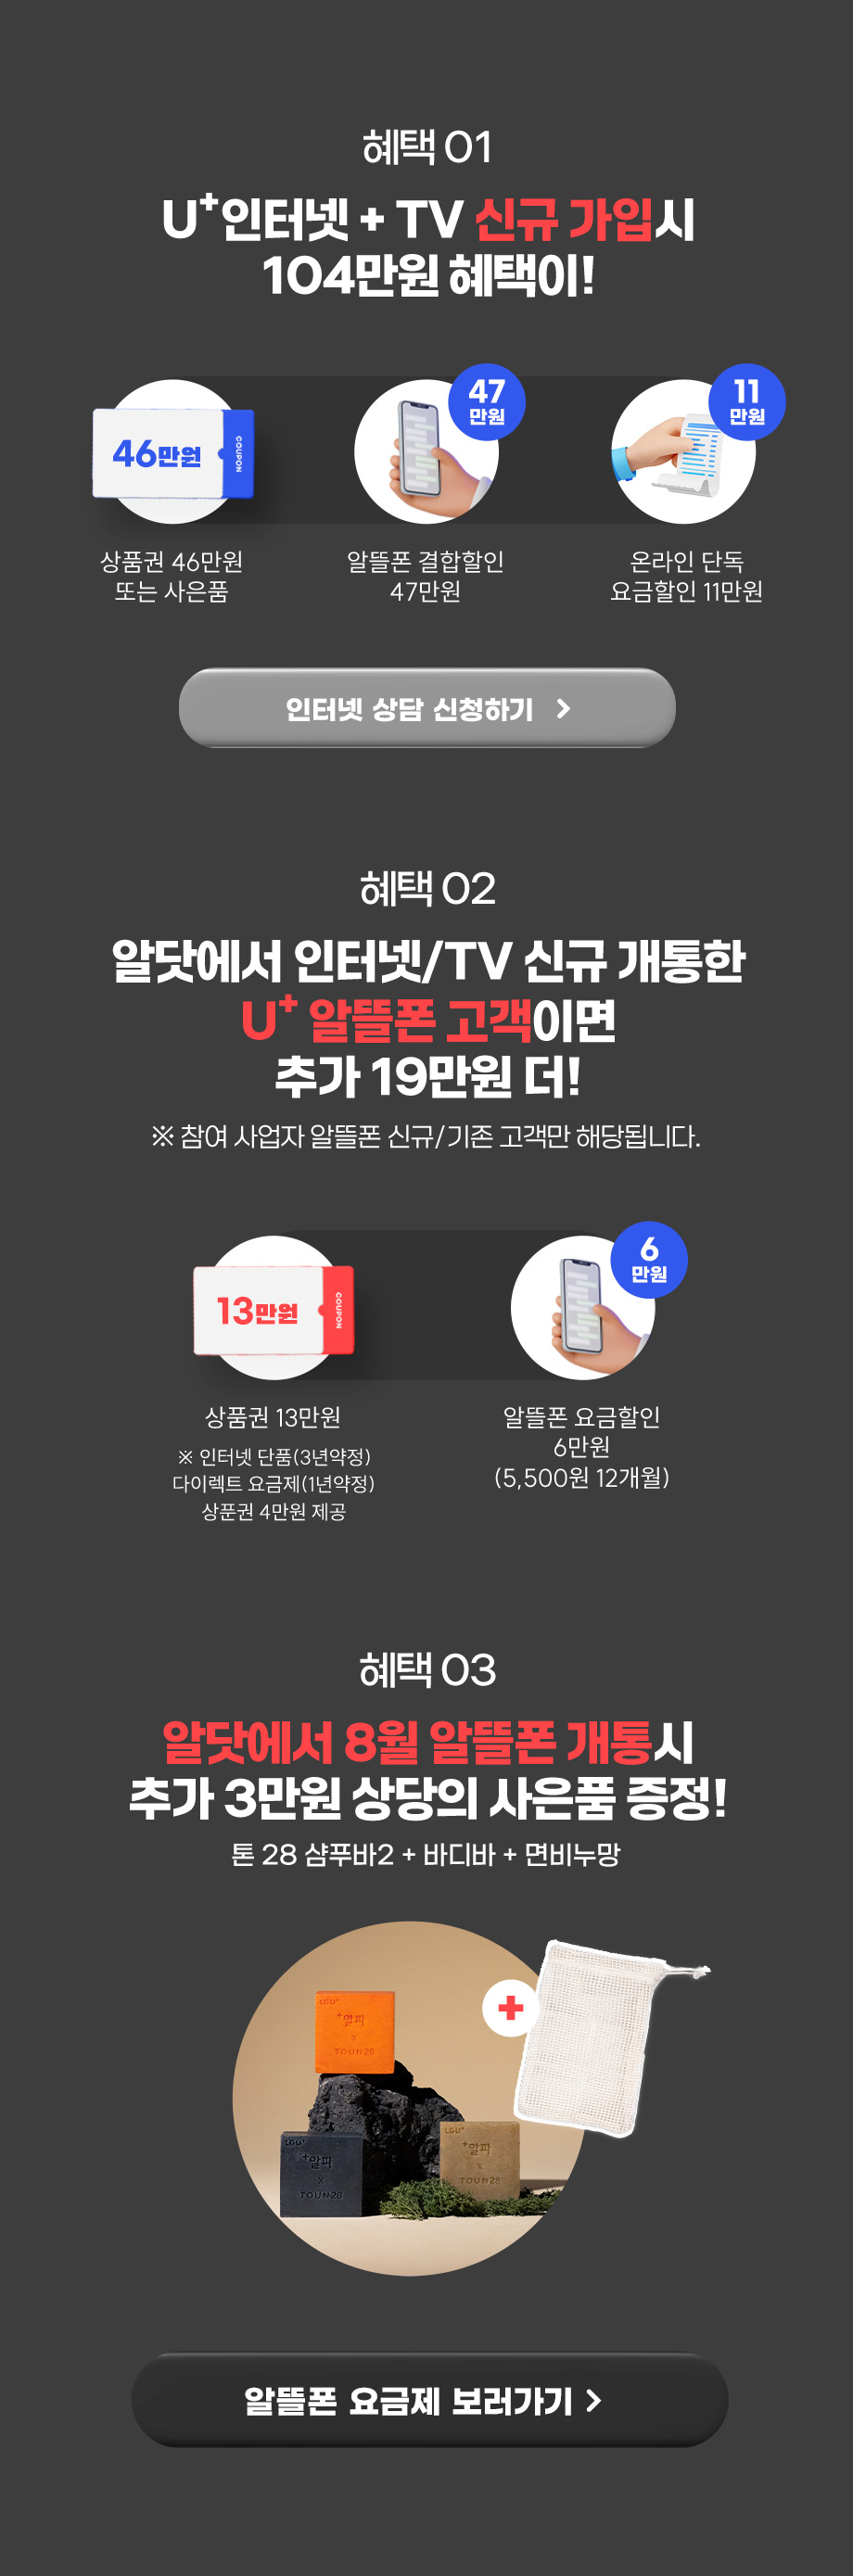 혜택 01
U⁺인터넷 + TV 신규 가입시
104만원 혜택이!
46만원
COUPON
47
만원
11
만원
상품권 46만원
또는 사은품
알뜰폰 결합할인
47만원
온라인 단독
요금할인 11만원
인터넷 상담 신청하기 >
혜택 02
알닷에서 인터넷/TV 신규 개통한
U⁺ 알뜰폰 고객이면
추가 19만원 더!
※ 참여 사업자 알뜰폰 신규/기존 고객만 해당됩니다.
13만원
COUPON
6
만원
상품권 13만원
※ 인터넷 단품(3년약정)
다이렉트 요금제(1년약정)
상푼권 4만원 제공
알뜰폰 요금할인
6만원
(5,500원 12개월)
혜택 03
알닷에서 8월 알뜰폰 개통시
추가 3만원 상당의 사은품 증정!
톤 28 샴푸바2 + 바디바 + 면비누망
+
LGU⁺
⁺알파
x
TOUN28
LGU⁺
⁺알파
x
TOUN28
LGU⁺
⁺알파
x
TOUN28
알뜰폰 요금제 보러가기 >